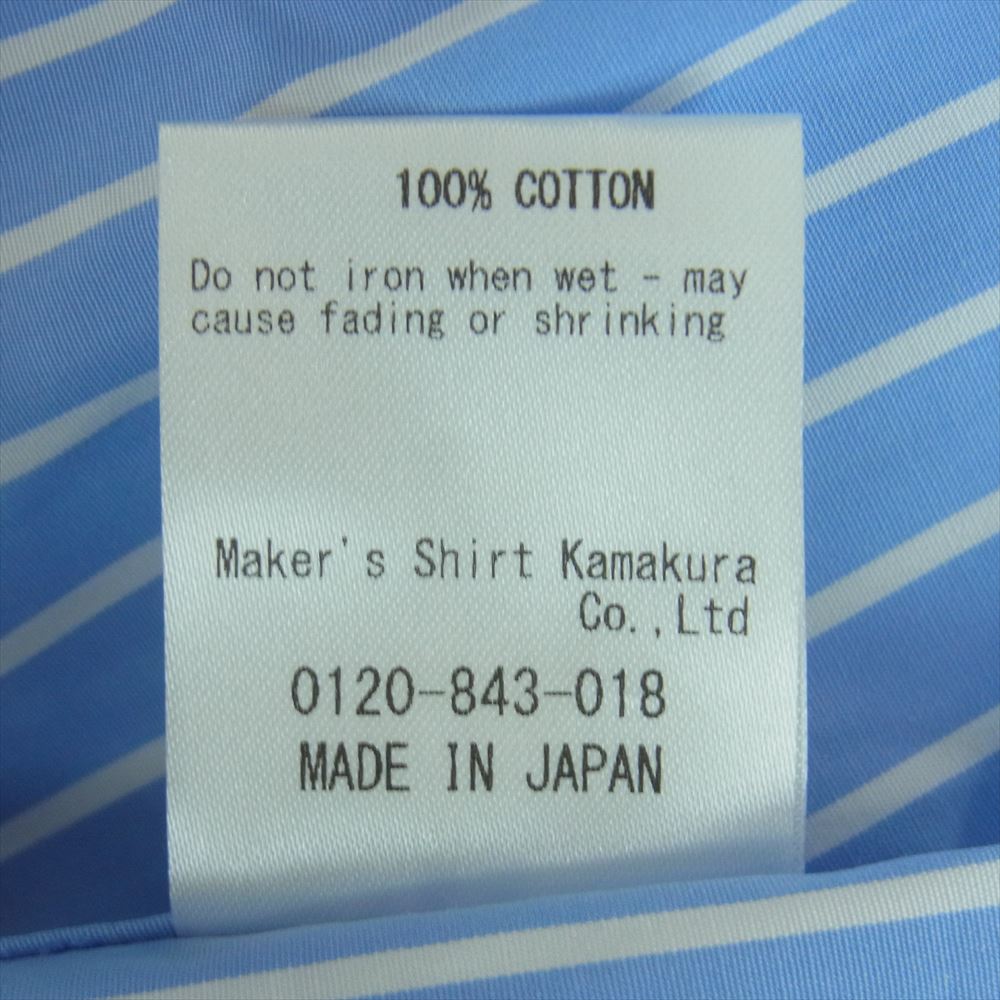 100% COTTON
Do not iron when wet - may
cause fading or shrinking
Maker's Shirt Kamakura
Co.,Ltd
0120-843-018
MADE IN JAPAN